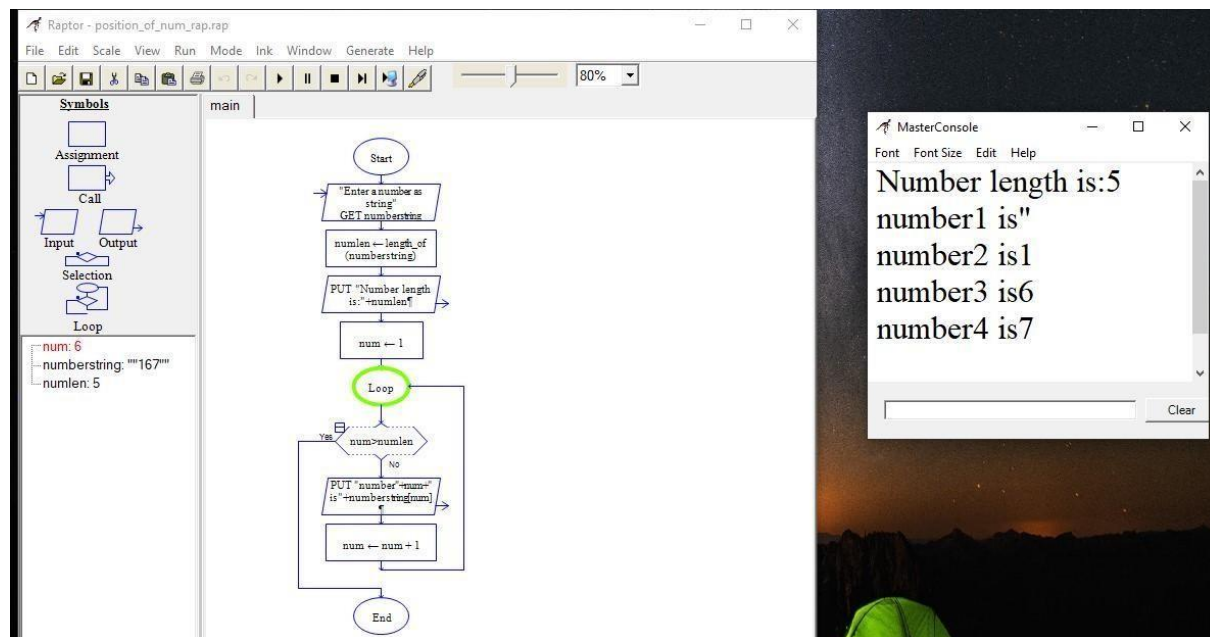 Raptor - position_of_num_rap.rap
File Edit Scale View Run Mode Ink Window Generate Help
80%
Symbols
Assignment
Call
Input Output
Selection
Loop
num: 6
numberstring: ""167""
numlen: 5
main
Start
"Enter a number as
string"
GET numberstring
numlen ← length_of
(numberstring)
PUT "Number length
is:"+numlen¶
num ← 1
Loop
Yes
num>numlen
No
PUT "number"+num+"
is"+numberstring[num]
¶
num ← num + 1
End
MasterConsole
Font Font Size Edit Help
Number length is:5
number1 is"
number2 is1
number3 is6
number4 is7
Clear